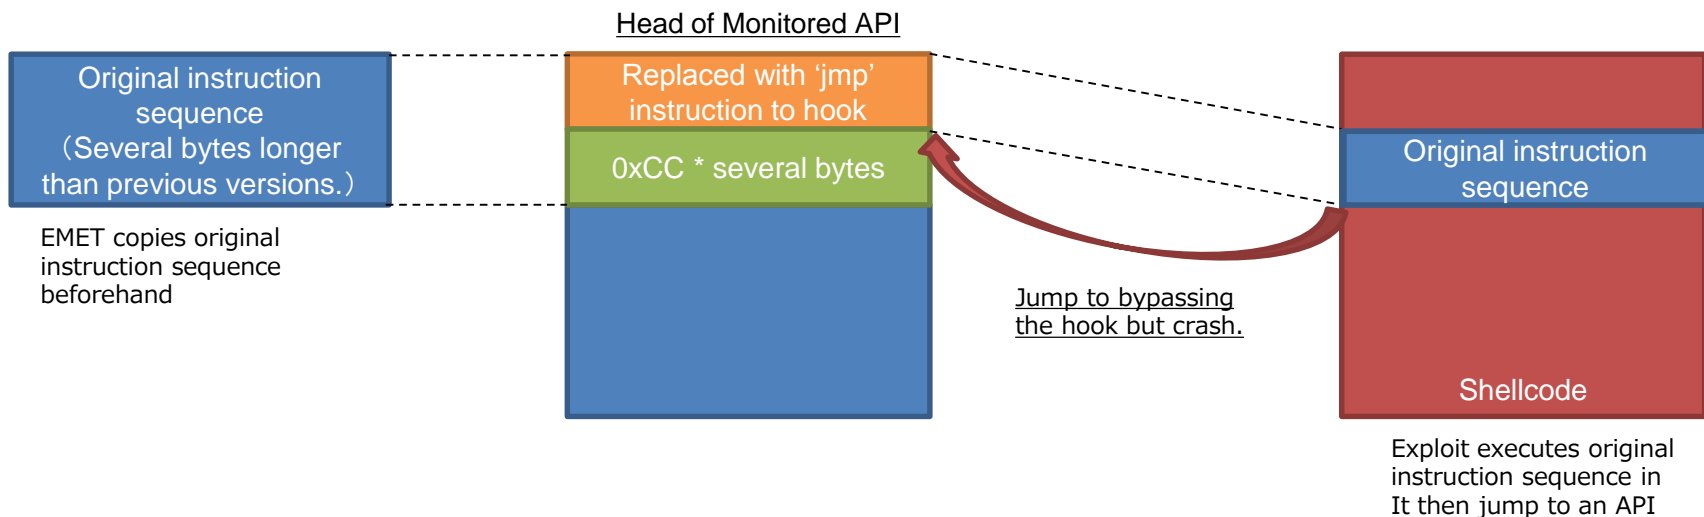 Head of Monitored API
Original instruction
sequence
（Several bytes longer
than previous versions.）
EMET copies original
instruction sequence
beforehand
Replaced with ‘jmp’
instruction to hook
0xCC * several bytes
Jump to bypassing
the hook but crash.
Original instruction
sequence
Shellcode
Exploit executes original
instruction sequence in
It then jump to an API